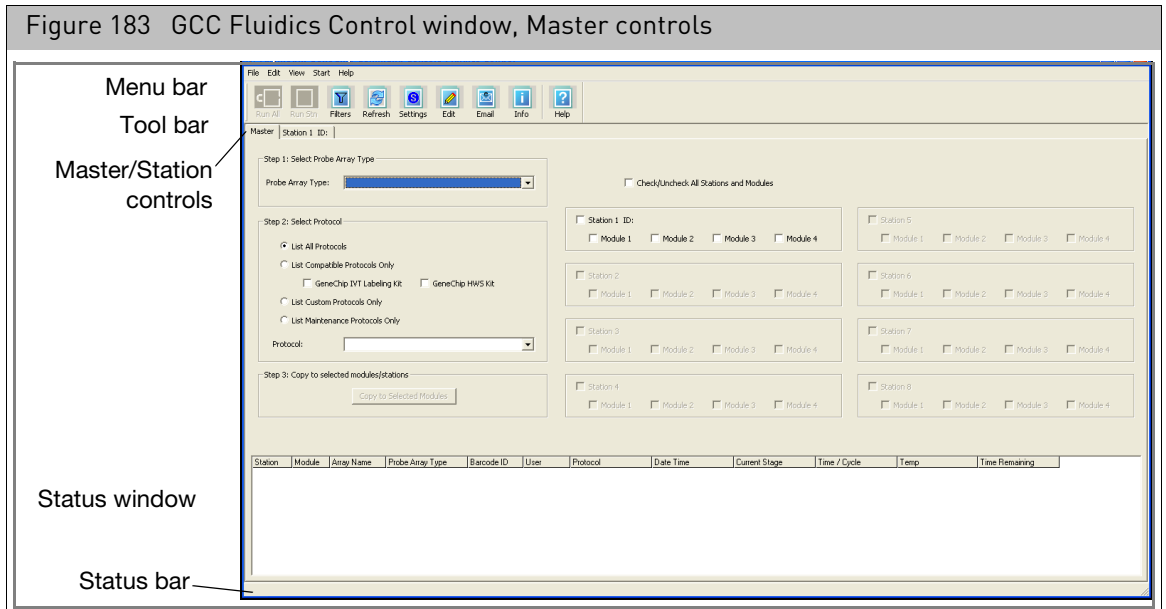 Figure 183 GCC Fluidics Control window, Master controls
Menu bar
Tool bar
Master/Station
controls
Status window
Status bar
File Edit View Start Help
Run All Run Stn Filters Refresh Settings Edit Email Info Help
Master Station 1 ID:
Step 1: Select Probe Array Type
Probe Array Type:
Step 2: Select Protocol
List All Protocols
List Compatible Protocols Only
GeneChip IVT Labeling Kit GeneChip HWS Kit
List Custom Protocols Only
List Maintenance Protocols Only
Protocol:
Step 3: Copy to selected modules/stations
Copy to Selected Modules
Check/Uncheck All Stations and Modules
Station 1 ID:
Module 1 Module 2 Module 3 Module 4
Station 2
Module 1 Module 2 Module 3 Module 4
Station 3
Module 1 Module 2 Module 3 Module 4
Station 4
Module 1 Module 2 Module 3 Module 4
Station 5
Module 1 Module 2 Module 3 Module 4
Station 6
Module 1 Module 2 Module 3 Module 4
Station 7
Module 1 Module 2 Module 3 Module 4
Station 8
Module 1 Module 2 Module 3 Module 4
Station Module Array Name Probe Array Type Barcode ID User Protocol Date Time Current Stage Time / Cycle Temp Time Remaining